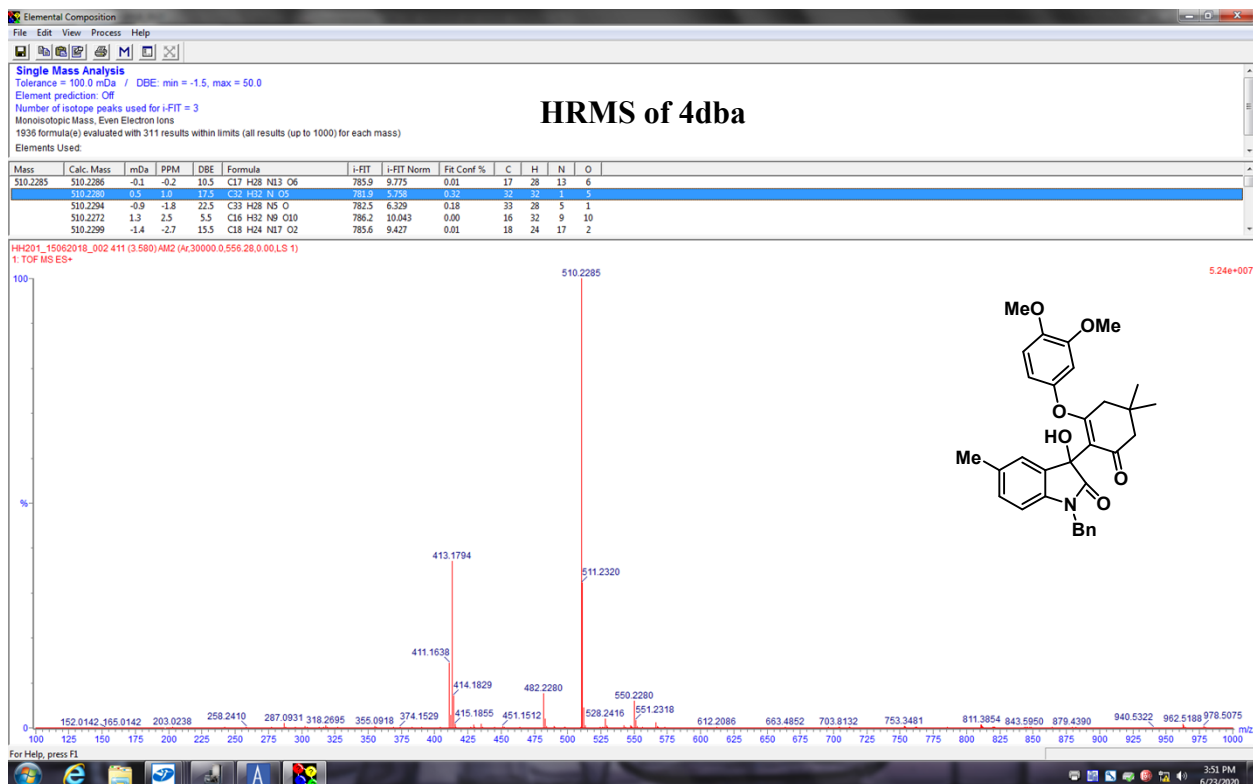 Elemental Composition
File Edit View Process Help
Single Mass Analysis
Tolerance = 100.0 mDa / DBE: min = -1.5, max = 50.0
Element prediction: Off
Number of isotope peaks used for i-FIT = 3
HRMS of 4dba
Monoisotopic Mass, Even Electron Ions
1936 formula(e) evaluated with 311 results within limits (all results (up to 1000) for each mass)
Elements Used:
Mass Calc. Mass mDa PPM DBE Formula i-FIT i-FIT Norm Fit Conf % C H N O
510.2285 510.2286 -0.1 -0.2 10.5 C17 H28 N13 O6 785.9 9.775 0.01 17 28 13 6
510.2280 0.5 1.0 17.5 C32 H32 N O5 781.9 5.758 0.32 32 32 1 5
510.2294 -0.9 -1.8 22.5 C33 H28 N5 O 782.5 6.329 0.18 33 28 5 1
510.2272 1.3 2.5 5.5 C16 H32 N9 O10 786.2 10.043 0.00 16 32 9 10
510.2299 -1.4 -2.7 15.5 C18 H24 N17 O2 785.6 9.427 0.01 18 24 17 2
HH201_15062018_002 411 (3.580) AM2 (Ar,30000.0,556.28,0.00,LS 1)
1: TOF MS ES+
5.24e+007
100
510.2285
MeO
OMe
O
HO
Me
O
O
N
Bn
%
413.1794
511.2320
411.1638
414.1829
482.2280
550.2280
152.0142 165.0142 203.0238 258.2410 287.0931 318.2695 355.0918 374.1529 415.1855 451.1512 528.2416 551.2318 612.2086 663.4852 703.8132 753.3481 811.3854 843.5950 879.4390 940.5322 962.5188 978.5075
0
m/z
100 125 150 175 200 225 250 275 300 325 350 375 400 425 450 475 500 525 550 575 600 625 650 675 700 725 750 775 800 825 850 875 900 925 950 975 1000
For Help, press F1
3:51 PM
6/23/2020